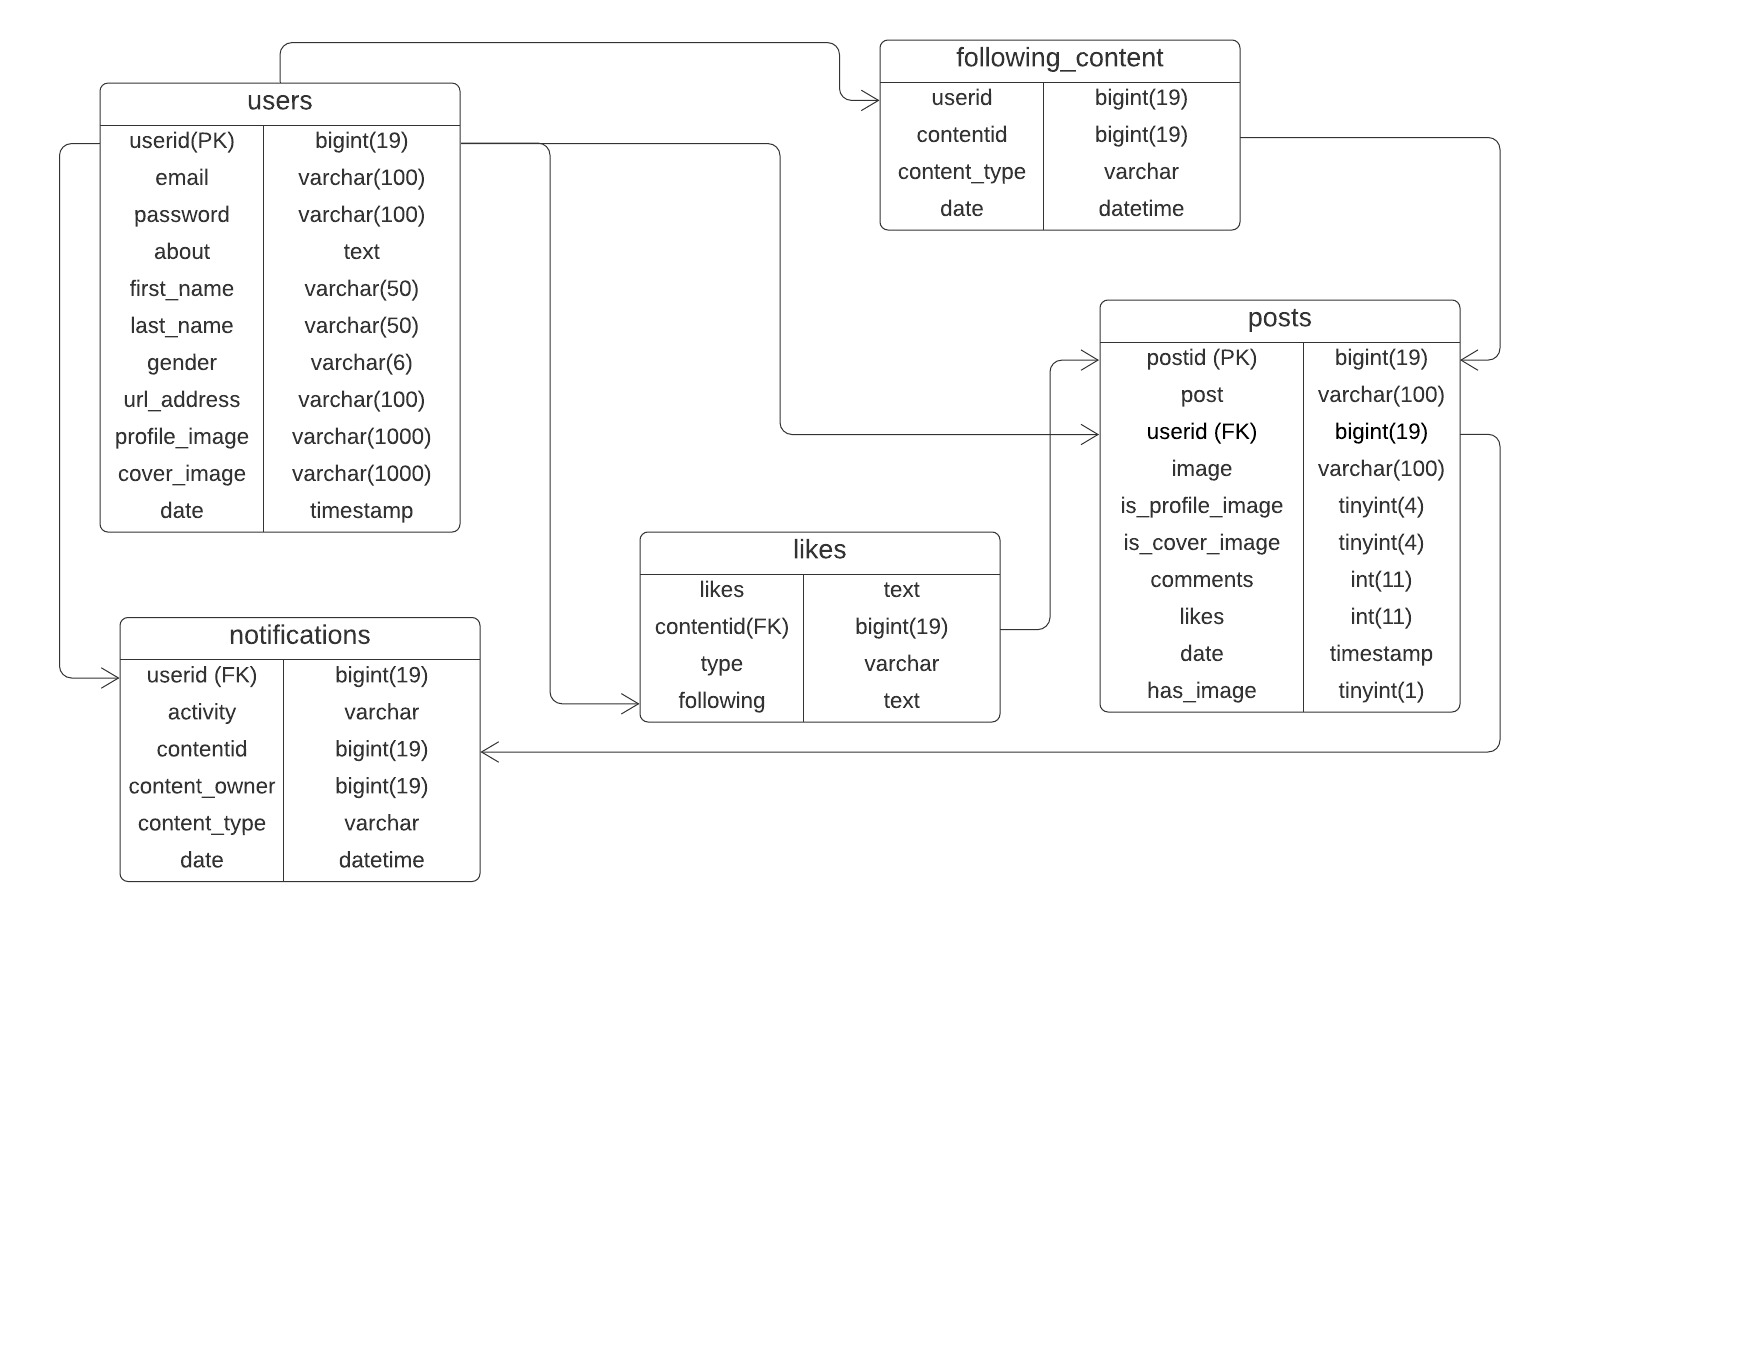 users
userid(PK) bigint(19)
email varchar(100)
password varchar(100)
about text
first_name varchar(50)
last_name varchar(50)
gender varchar(6)
url_address varchar(100)
profile_image varchar(1000)
cover_image varchar(1000)
date timestamp
following_content
userid bigint(19)
contentid bigint(19)
content_type varchar
date datetime
posts
postid (PK) bigint(19)
post varchar(100)
userid (FK) bigint(19)
image varchar(100)
is_profile_image tinyint(4)
is_cover_image tinyint(4)
comments int(11)
likes int(11)
date timestamp
has_image tinyint(1)
likes
likes text
contentid(FK) bigint(19)
type varchar
following text
notifications
userid (FK) bigint(19)
activity varchar
contentid bigint(19)
content_owner bigint(19)
content_type varchar
date datetime